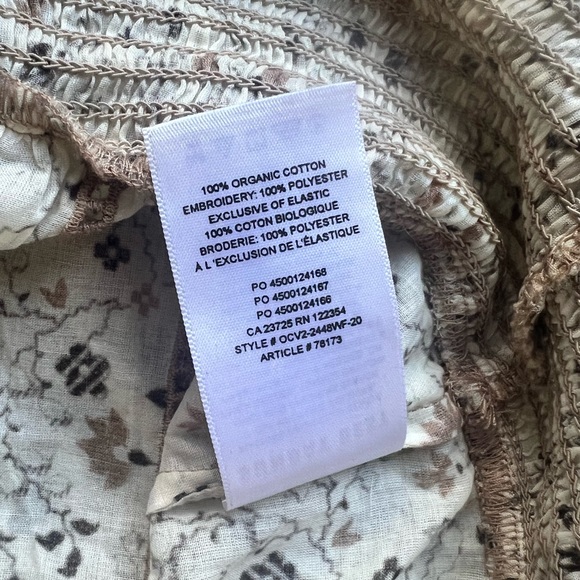 100% ORGANIC COTTON
EMBROIDERY: 100% POLYESTER
EXCLUSIVE OF ELASTIC
100% COTON BIOLOGIQUE
BRODERIE: 100% POLYESTER
À L'EXCLUSION DE L'ÉLASTIQUE
PO 4500124168
PO 4500124167
PO 4500124166
CA 23725 RN 122354
STYLE # OCV2-2448WF-20
ARTICLE # 78173